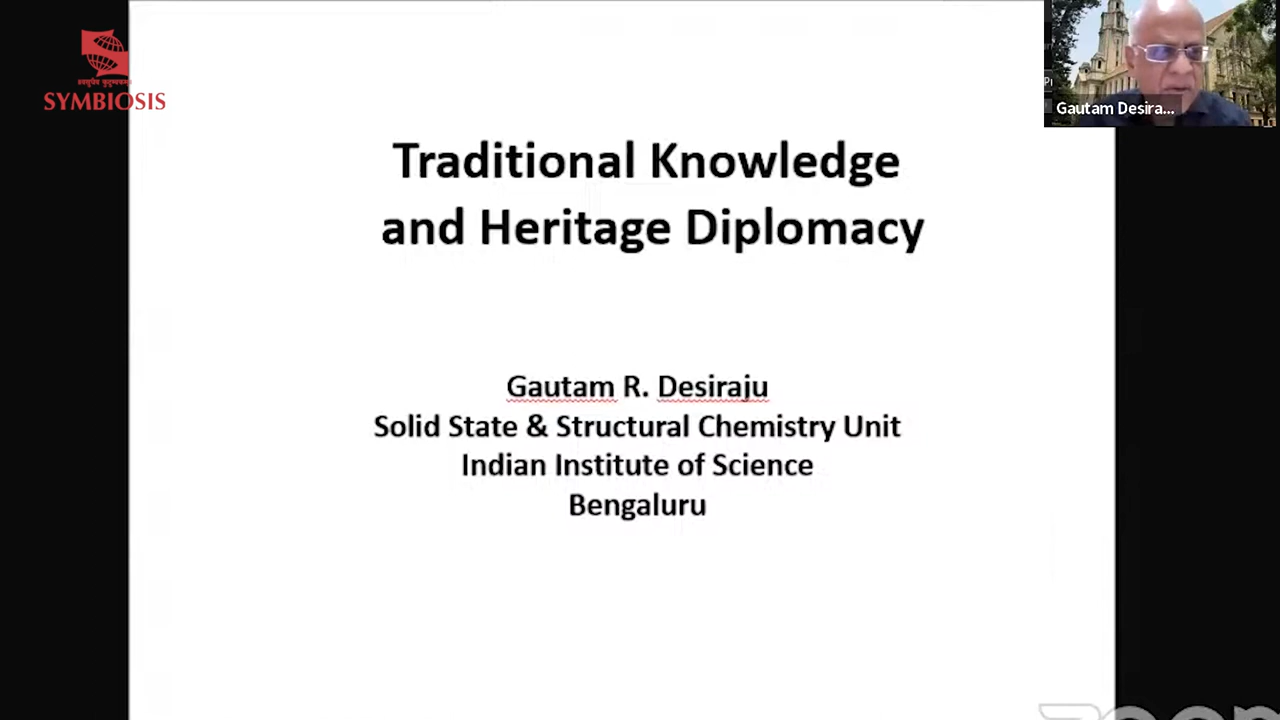 SYMBIOSIS
Traditional Knowledge
and Heritage Diplomacy
Gautam R. Desiraju
Solid State & Structural Chemistry Unit
Indian Institute of Science
Bengaluru
Gautam Desira...